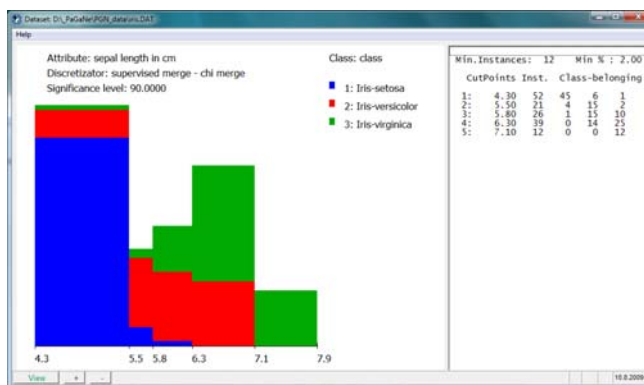 Dataset: D:\_PaGaNe\PGN_data\iris.DAT
Help
Attribute: sepal length in cm
Discretizator: supervised merge - chi merge
Significance level: 90.0000
Class: class
1: Iris-setosa
2: Iris-versicolor
3: Iris-virginica
4.3 5.5 5.8 6.3 7.1 7.9
Min.Instances: 12 Min % : 2.00
CutPoints Inst. Class-belonging
1: 4.30 52 45 6 1
2: 5.50 21 4 15 2
3: 5.80 26 1 15 10
4: 6.30 39 0 14 25
5: 7.10 12 0 0 12
View + -
10.8.2009